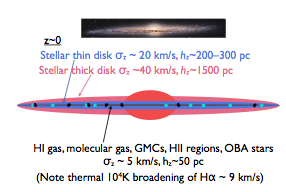 z~0
Stellar thin disk σz ~ 20 km/s, hz~200–300 pc
Stellar thick disk σz ~40 km/s, hz~1500 pc
HI gas, molecular gas, GMCs, HII regions, OBA stars
σz ~ 5 km/s, hz~50 pc
(Note thermal 10⁴K broadening of Hα ~ 9 km/s)